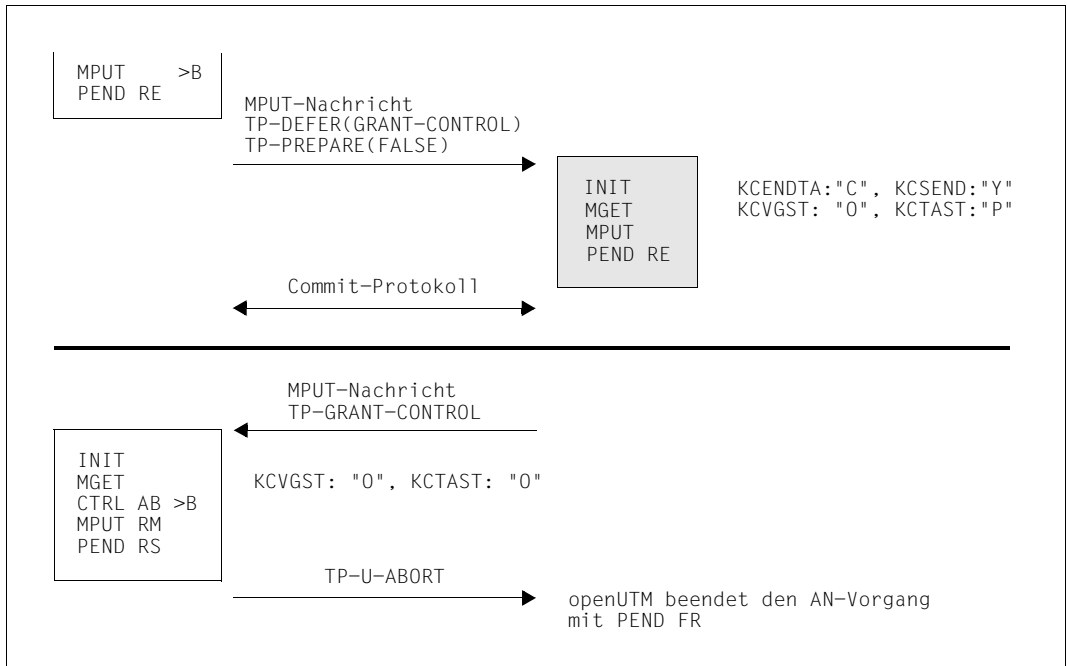 MPUT >B
PEND RE
MPUT-Nachricht
TP-DEFER(GRANT-CONTROL)
TP-PREPARE(FALSE)
INIT
MGET
MPUT
PEND RE
KCENDTA:"C", KCSEND:"Y"
KCVGST: "O", KCTAST:"P"
Commit-Protokoll
MPUT-Nachricht
TP-GRANT-CONTROL
INIT
MGET
CTRL AB >B
MPUT RM
PEND RS
KCVGST: "O", KCTAST: "O"
TP-U-ABORT
openUTM beendet den AN-Vorgang
mit PEND FR